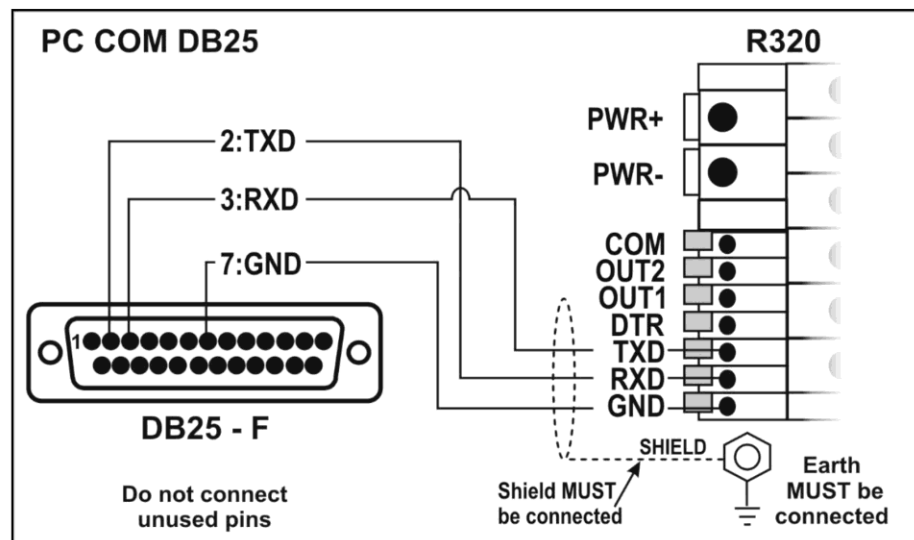 PC COM DB25
R320
PWR+
2:TXD
PWR-
3:RXD
COM
7:GND
OUT2
OUT1
DTR
1
TXD
RXD
GND
DB25 - F
SHIELD
Do not connect
unused pins
Shield MUST
be connected
Earth
MUST be
connected